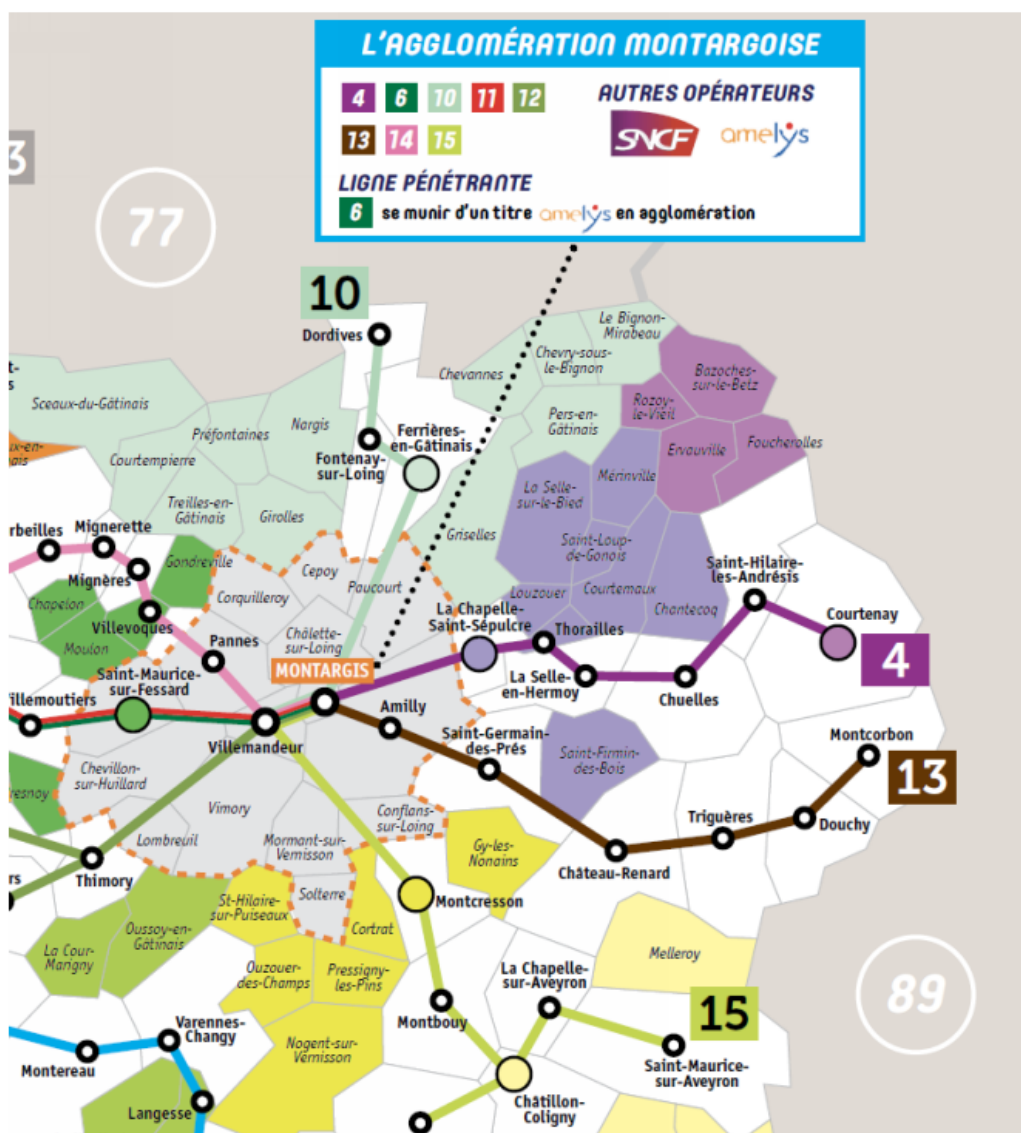 L'AGGLOMÉRATION MONTARGOISE
4 6 10 11 12
13 14 15
AUTRES OPÉRATEURS
SNCF amelys
LIGNE PÉNÉTRANTE
6 se munir d'un titre amelys en agglomération
3
77
10
Dordives
Le Bignon-
Mirabeau
Chevry-sous-
le-Bignon
Chevannes
Bazoches-
sur-le-Betz
Rozoy-
le-Vieil
Sceaux-du-Gâtinais
Nargis
Préfontaines
Ferrières-
en-Gâtinais
Pers-en-
Gâtinais
Ervauville
Foucherolles
Courtempierre
Fontenay-
sur-Loing
Mérinville
La Selle-
sur-le-Bied
Treilles-en-
Gâtinais
Girolles
Griselles
Saint-Loup-
de-Gonois
Mignerette
Mignères
Gondreville
Cepoy
Corquilleroy
Paucourt
Louzouer
Courtemaux
Chantecoq
Saint-Hilaire-
les-Andrésis
Courtenay
4
Chapelon
Villevoques
Moulon
Pannes
Châlette-
sur-Loing
La Chapelle-
Saint-Sépulcre
Thorailles
La Selle-
en-Hermoy
Chuelles
MONTARGIS
Saint-Maurice-
sur-Fessard
illemoutiers
Villemandeur
Amilly
Saint-Germain-
des-Prés
Saint-Firmin-
des-Bois
Montcorbon
13
Chevillon-
sur-Huillard
resnoy
Vimory
Lombreuil
Mormant-sur-
Vernisson
Conflans-
sur-Loing
Gy-les-
Nonains
Château-Renard
Triguères
Douchy
Thimory
Solterre
St-Hilaire-
sur-Puiseaux
Cortrat
Montcresson
Oussoy-en-
Gâtinais
La Cour-
Marigny
Ouzouer-
des-Champs
Pressigny-
les-Pins
Melleroy
La Chapelle-
sur-Aveyron
89
15
Montbouy
Varennes-
Changy
Nogent-sur-
Vernisson
Montereau
Saint-Maurice-
sur-Aveyron
Châtillon-
Coligny
Langesse